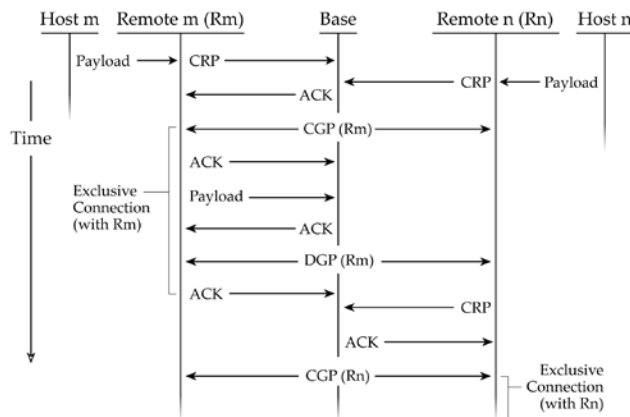 Host m Remote m (Rm) Base Remote n (Rn) Host n
Payload CRP
CRP Payload
ACK
Time
CGP (Rm)
ACK
Exclusive
Connection
(with Rm)
Payload
ACK
DGP (Rm)
ACK
CRP
ACK
CGP (Rn)
Exclusive
Connection
(with Rn)